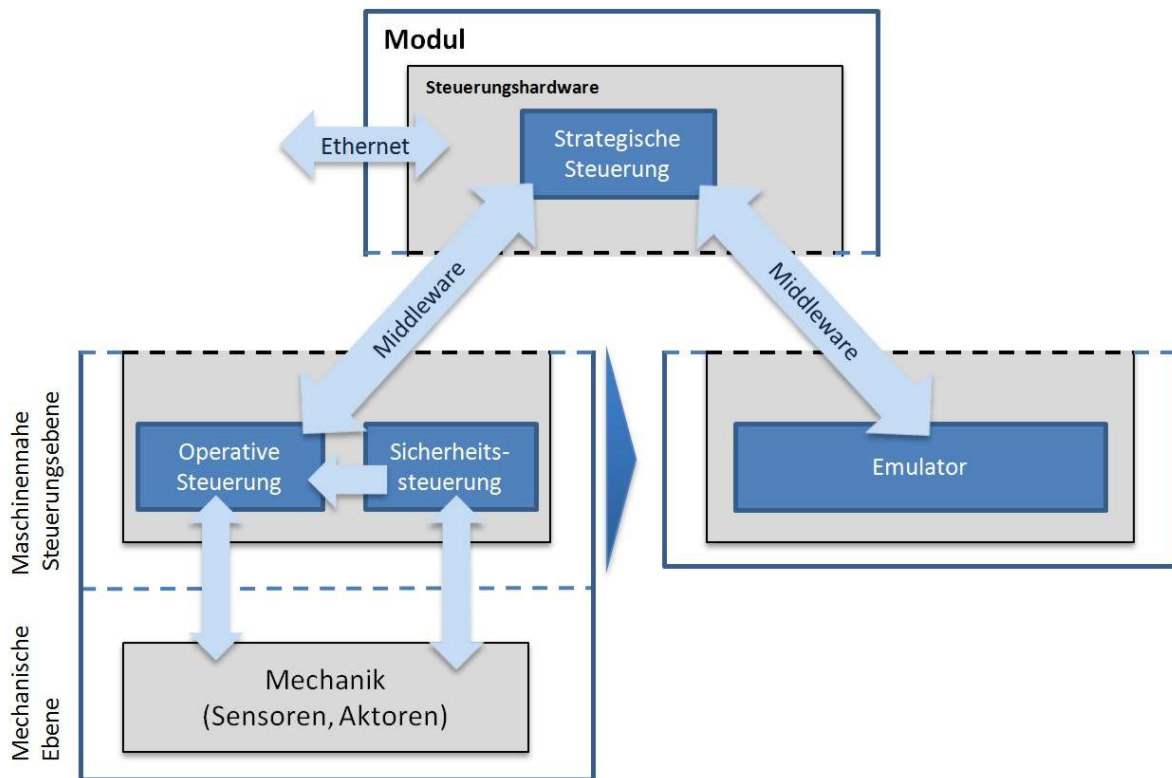 Modul
Steuerungshardware
Ethernet
Strategische
Steuerung
Middleware
Middleware
Maschinennahe
Steuerungsebene
Operative
Steuerung
Sicherheits-
steuerung
Emulator
Mechanische
Ebene
Mechanik
(Sensoren, Aktoren)